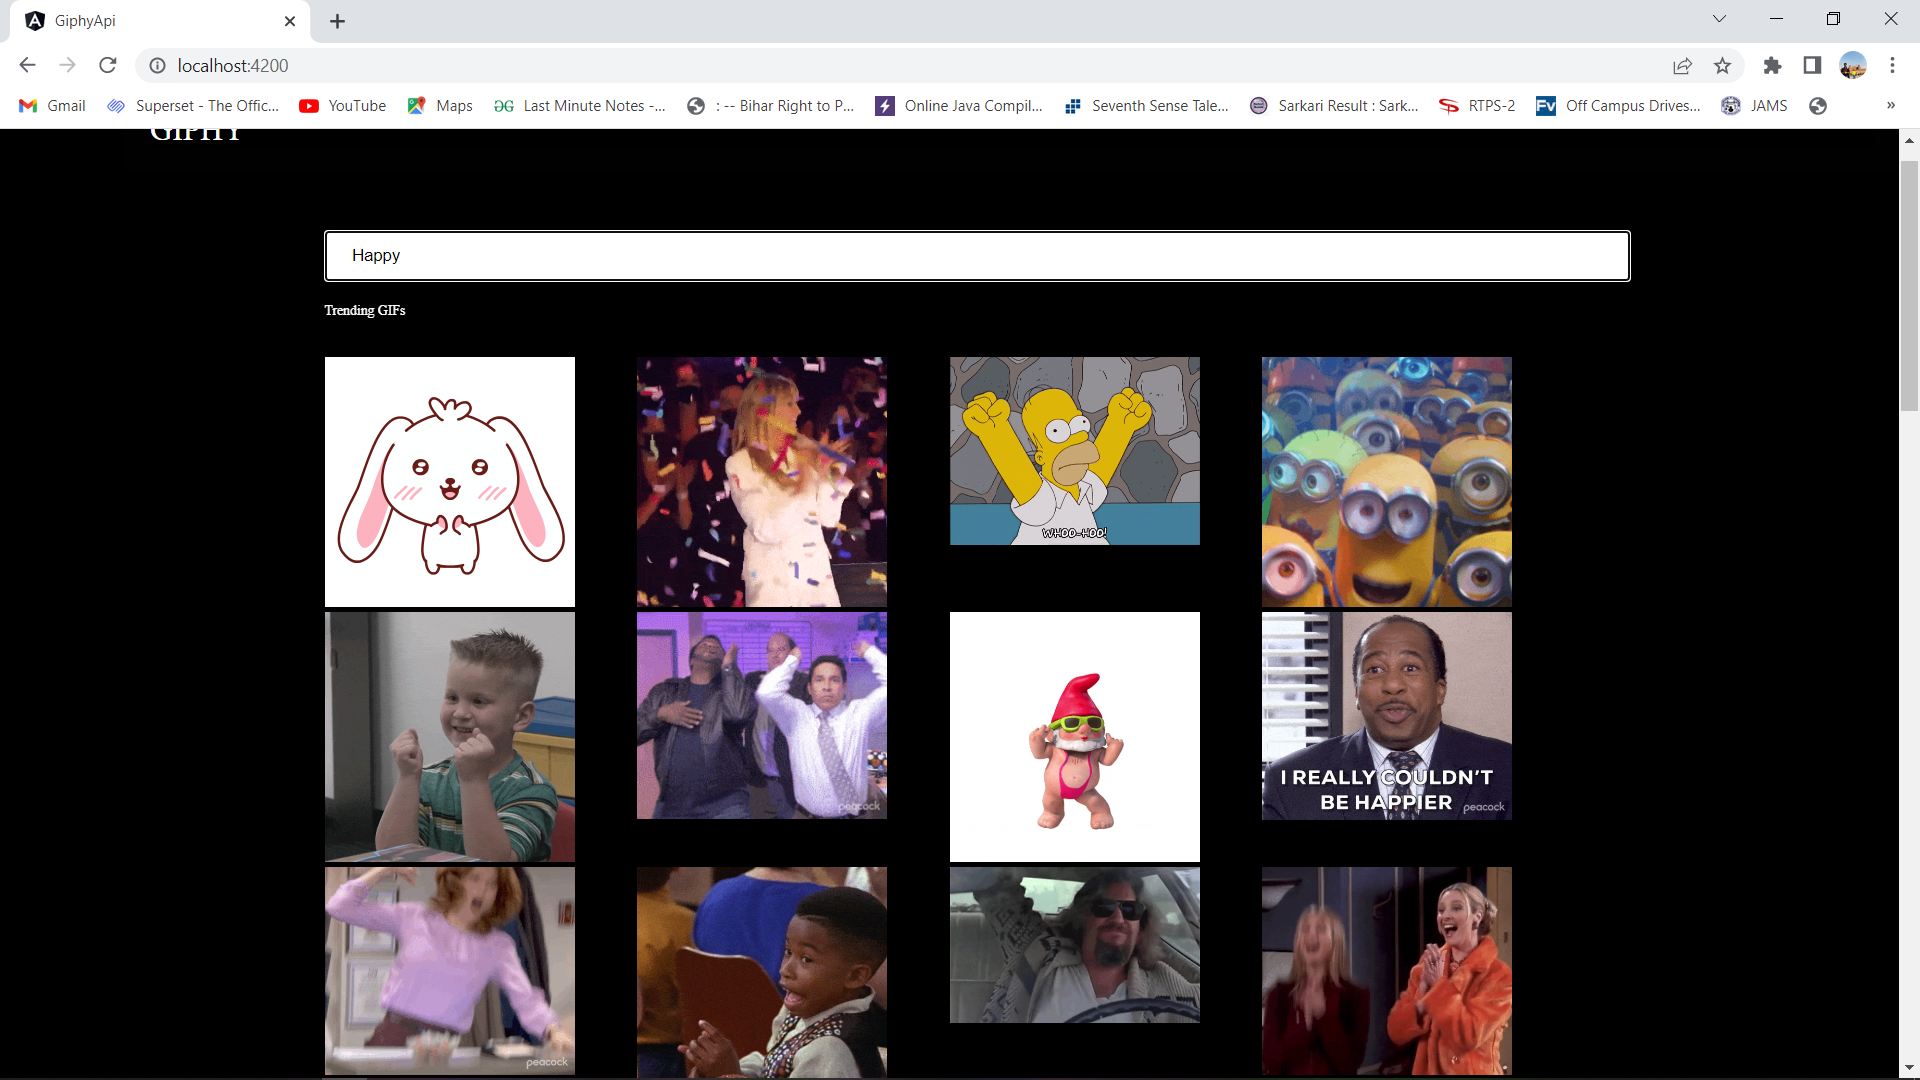 GiphyApi
localhost:4200
Gmail
Superset - The Offic...
YouTube
Maps
Last Minute Notes -...
: -- Bihar Right to P...
Online Java Compil...
Seventh Sense Tale...
Sarkari Result : Sark...
RTPS-2
Fv
Off Campus Drives...
JAMS
»
GIPHY
Happy
Trending GIFs
WHOO-HOO!
peacock
I REALLY COULDN'T
BE HAPPIER
peacock
peacock